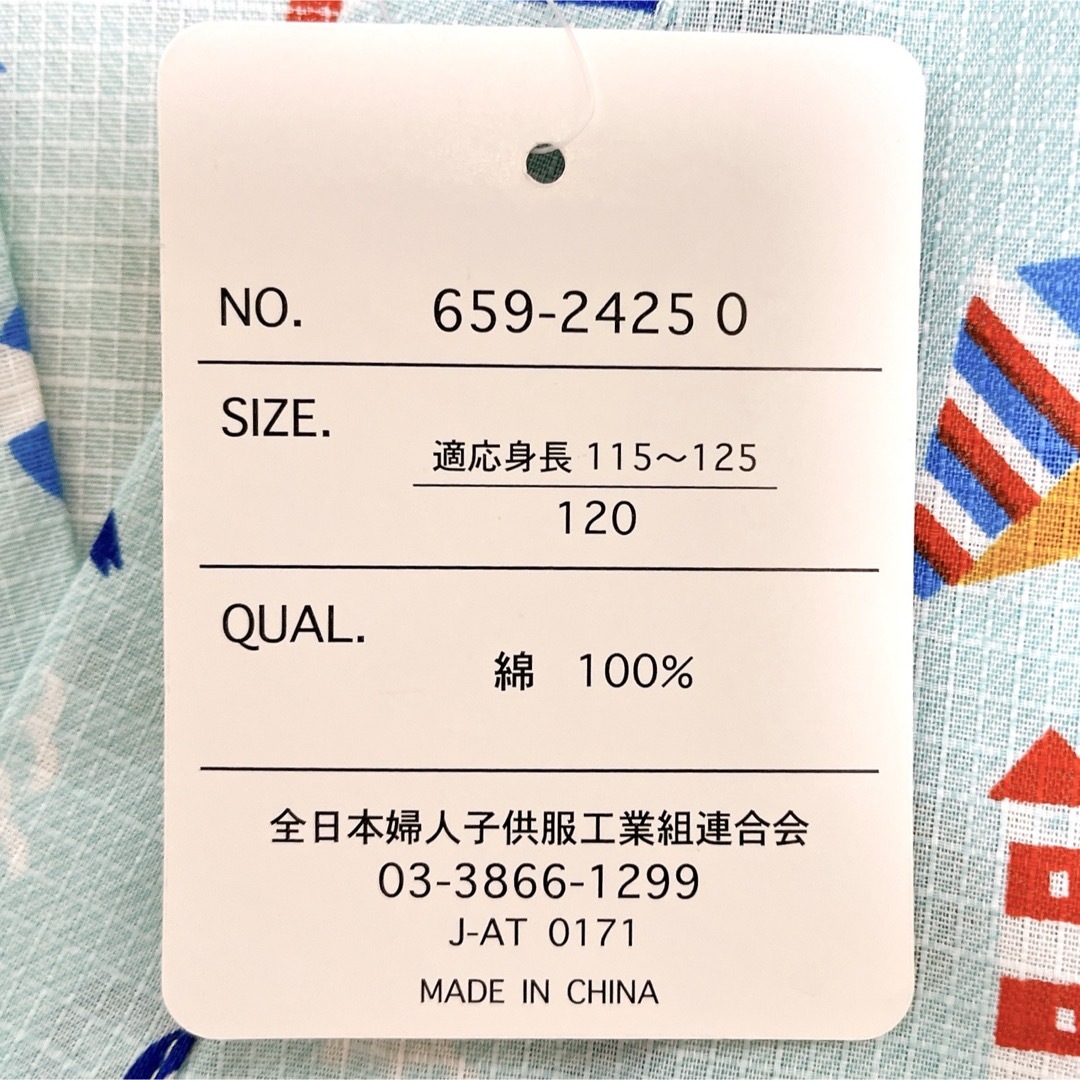 NO. 659-2425 0
SIZE.
適応身長 115～125
120
QUAL.
綿 100%
全日本婦人子供服工業組連合会
03-3866-1299
J-AT 0171
MADE IN CHINA